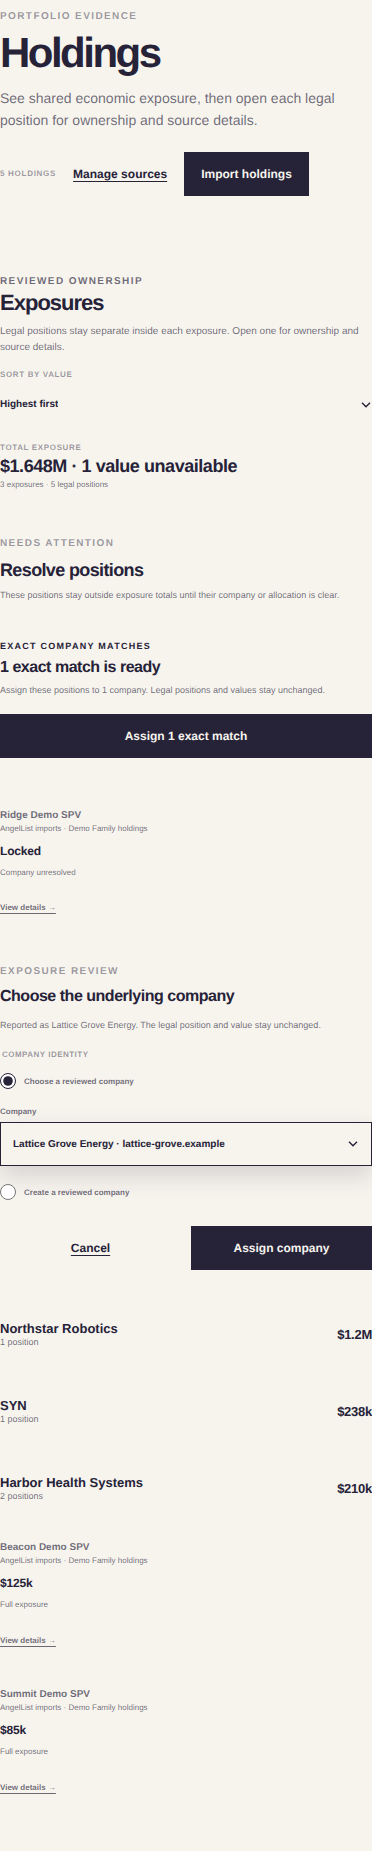 PORTFOLIO EVIDENCE
Holdings
See shared economic exposure, then open each legal
position for ownership and source details.
5 HOLDINGS
Manage sources
Import holdings
REVIEWED OWNERSHIP
Exposures
Legal positions stay separate inside each exposure. Open one for ownership and
source details.
SORT BY VALUE
Highest first
TOTAL EXPOSURE
$1.648M · 1 value unavailable
3 exposures · 5 legal positions
NEEDS ATTENTION
Resolve positions
These positions stay outside exposure totals until their company or allocation is clear.
EXACT COMPANY MATCHES
1 exact match is ready
Assign these positions to 1 company. Legal positions and values stay unchanged.
Assign 1 exact match
Ridge Demo SPV
AngelList imports · Demo Family holdings
Locked
Company unresolved
View details →
EXPOSURE REVIEW
Choose the underlying company
Reported as Lattice Grove Energy. The legal position and value stay unchanged.
COMPANY IDENTITY
Choose a reviewed company
Company
Lattice Grove Energy · lattice-grove.example
Create a reviewed company
Cancel
Assign company
Northstar Robotics
1 position
$1.2M
SYN
1 position
$238k
Harbor Health Systems
2 positions
$210k
Beacon Demo SPV
AngelList imports · Demo Family holdings
$125k
Full exposure
View details →
Summit Demo SPV
AngelList imports · Demo Family holdings
$85k
Full exposure
View details →